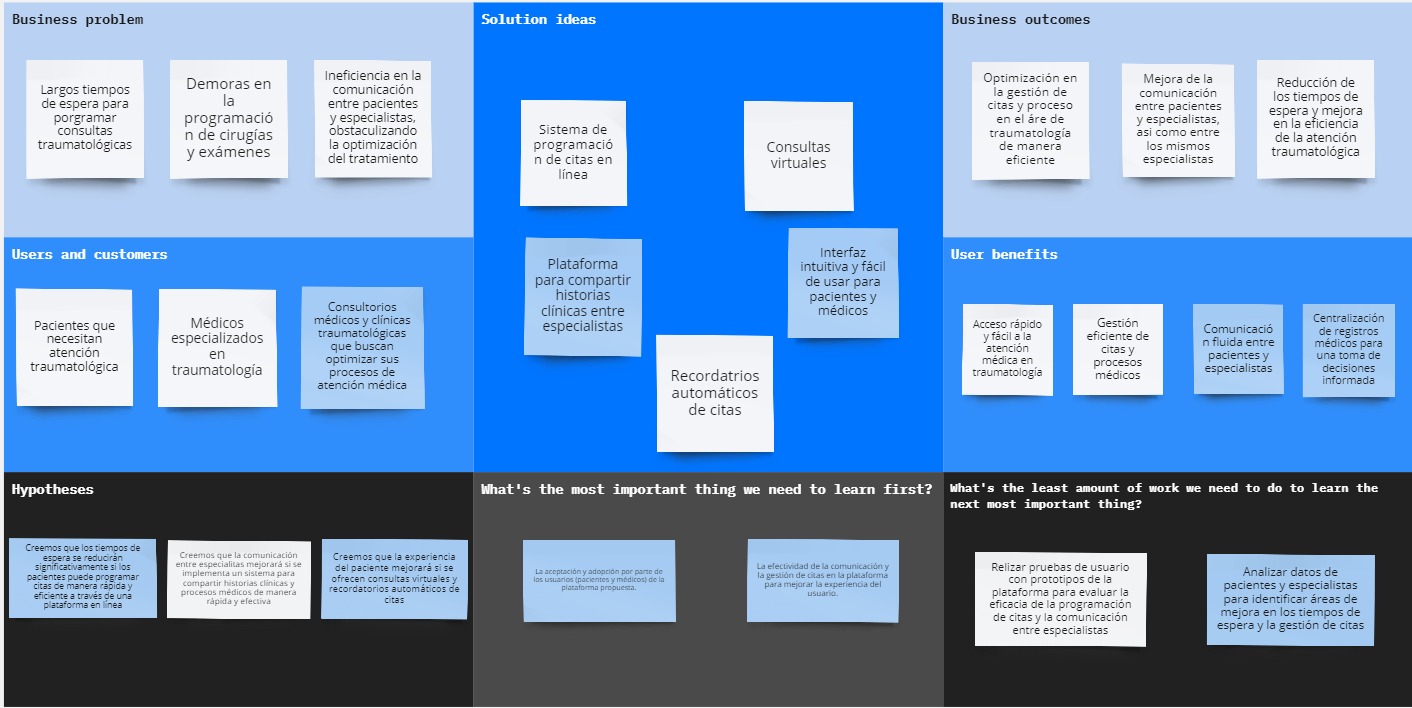 Business problem
Largos tiempos
de espera para
porgramar
consultas
traumatológicas
Demoras en
la
programació
n de cirugías
y exámenes
Ineficiencia en la
comunicación
entre pacientes
y especialistas,
obstaculizando
la optimización
del tratamiento
Solution ideas
Sistema de
programació
n de citas en
línea
Consultas
virtuales
Plataforma
para compartir
historias
clínicas entre
especialistas
Interfaz
intuitiva y fácil
de usar para
pacientes y
médicos
Recordatrios
automáticos
de citas
Business outcomes
Optimización en
la gestión de
citas y proceso
en el áre de
traumatología
de manera
eficiente
Mejora de la
comunicación
entre pacientes
y especialistas,
asi como entre
los mismos
especialistas
Reducción de
los tiempos de
espera y mejora
en la eficiencia
de la atención
traumatológica
Users and customers
Pacientes que
necesitan
atención
traumatológica
Médicos
especializados
en
traumatología
Consultorios
médicos y clínicas
traumatológicas
que buscan
optimizar sus
procesos de
atención médica
User benefits
Acceso rápido
y fácil a la
atención
médica en
traumatología
Gestión
eficiente de
citas y
procesos
médicos
Comunicació
n fluida entre
pacientes y
especialistas
Centralización
de registros
médicos para
una toma de
decisiones
informada
Hypotheses
Creemos que los tiempos de
espera se reducirán
significativamente si los
pacientes puede programar
citas de manera rápida y
eficiente a través de una
plataforma en línea
Creemos que la comunicación
entre especialitas mejorará si se
implementa un sistema para
compartir historias clínicas y
procesos médicos de manera
rápida y efectiva
Creemos que la experiencia
del paciente mejorará si se
ofrecen consultas virtuales y
recordatorios automáticos de
citas
What's the most important thing we need to learn first?
La aceptación y adopción por parte de
los usuarios (pacientes y médicos) de la
plataforma propuesta.
La efectividad de la comunicación y
la gestión de citas en la plataforma
para mejorar la experiencia del
usuario.
What's the least amount of work we need to do to learn the
next most important thing?
Relizar pruebas de usuario
con prototipos de la
plataforma para evaluar la
eficacia de la programación
de citas y la comunicación
entre especialistas
Analizar datos de
pacientes y especialistas
para identificar áreas de
mejora en los tiempos de
espera y la gestión de citas